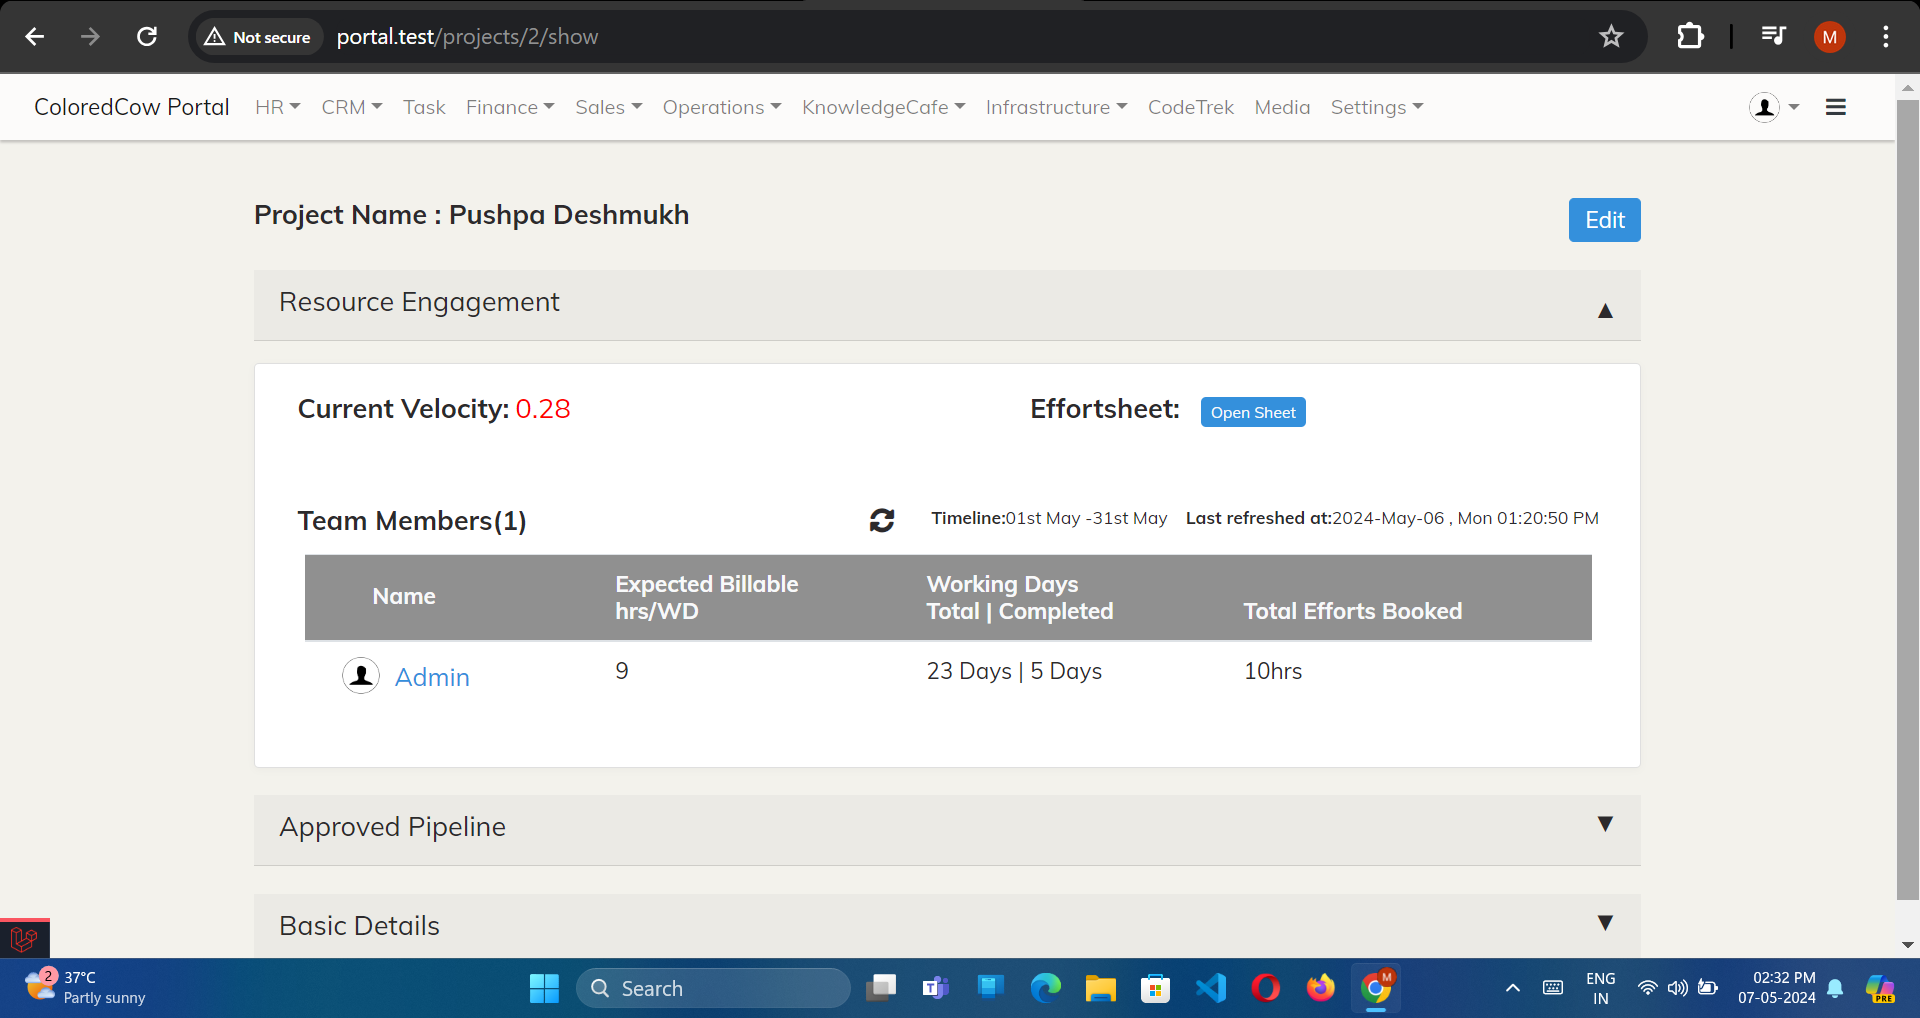 Not secure
portal.test/projects/2/show
M
ColoredCow Portal HR CRM Task Finance Sales Operations KnowledgeCafe Infrastructure CodeTrek Media Settings
Project Name : Pushpa Deshmukh
Edit
Resource Engagement
▲
Current Velocity: 0.28
Effortsheet: Open Sheet
Team Members(1)
Timeline:01st May -31st May Last refreshed at:2024-May-06 , Mon 01:20:50 PM
Name
Expected Billable
hrs/WD
Working Days
Total | Completed
Total Efforts Booked
Admin 9 23 Days | 5 Days 10hrs
Approved Pipeline
▼
Basic Details
▼
2
37°C
Partly sunny
Search
T
M
ENG
IN
02:32 PM
07-05-2024
PRE